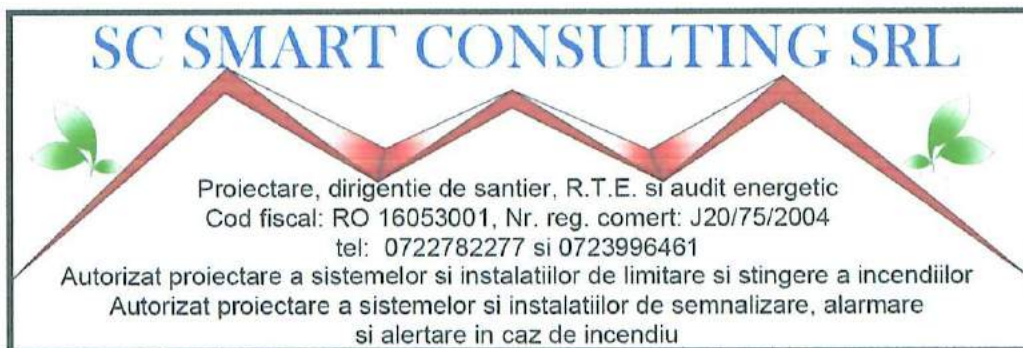 SC SMART CONSULTING SRL
Proiectare, dirigentie de santier, R.T.E. si audit energetic
Cod fiscal: RO 16053001, Nr. reg. comert: J20/75/2004
tel: 0722782277 si 0723996461
Autorizat proiectare a sistemelor si instalatiilor de limitare si stingere a incendiilor
Autorizat proiectare a sistemelor si instalatiilor de semnalizare, alarmare
si alertare in caz de incendiu